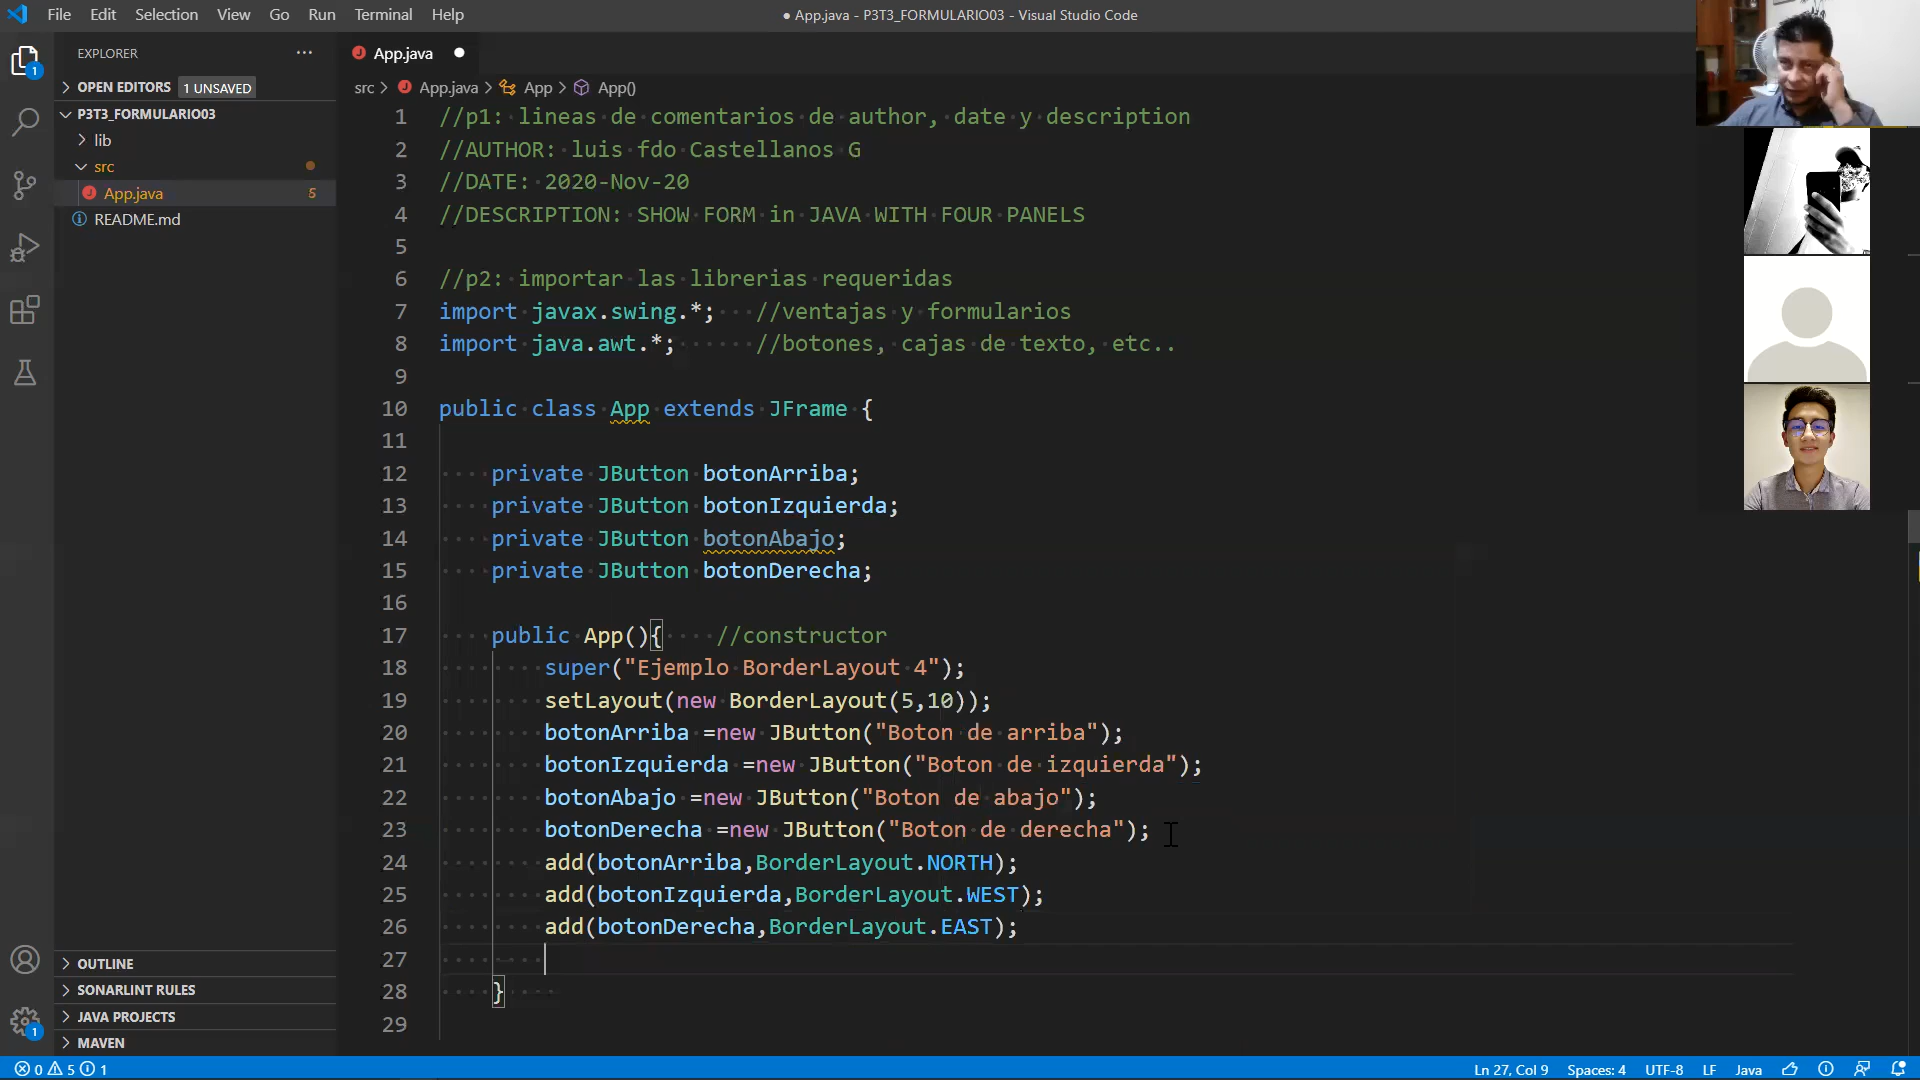 File Edit Selection View Go Run Terminal Help
● App.java - P3T3_FORMULARIO03 - Visual Studio Code
EXPLORER
OPEN EDITORS 1 UNSAVED
P3T3_FORMULARIO03
lib
src
App.java 5
README.md
OUTLINE
SONARLINT RULES
JAVA PROJECTS
MAVEN
1
1
App.java ●
src > App.java > App > App()
1 //p1: lineas de comentarios de author, date y description
2 //AUTHOR: luis fdo Castellanos G
3 //DATE: 2020-Nov-20
4 //DESCRIPTION: SHOW FORM in JAVA WITH FOUR PANELS
5
6 //p2: importar las librerias requeridas
7 import javax.swing.*; //ventajas y formularios
8 import java.awt.*; //botones, cajas de texto, etc..
9
10 public class App extends JFrame {
11
12 private JButton botonArriba;
13 private JButton botonIzquierda;
14 private JButton botonAbajo;
15 private JButton botonDerecha;
16
17 public App(){ //constructor
18 super("Ejemplo BorderLayout 4");
19 setLayout(new BorderLayout(5,10));
20 botonArriba =new JButton("Boton de arriba");
21 botonIzquierda =new JButton("Boton de izquierda");
22 botonAbajo =new JButton("Boton de abajo");
23 botonDerecha =new JButton("Boton de derecha");
24 add(botonArriba,BorderLayout.NORTH);
25 add(botonIzquierda,BorderLayout.WEST);
26 add(botonDerecha,BorderLayout.EAST);
27
28 }
29
0 5 1
Ln 27, Col 9 Spaces: 4 UTF-8 LF Java